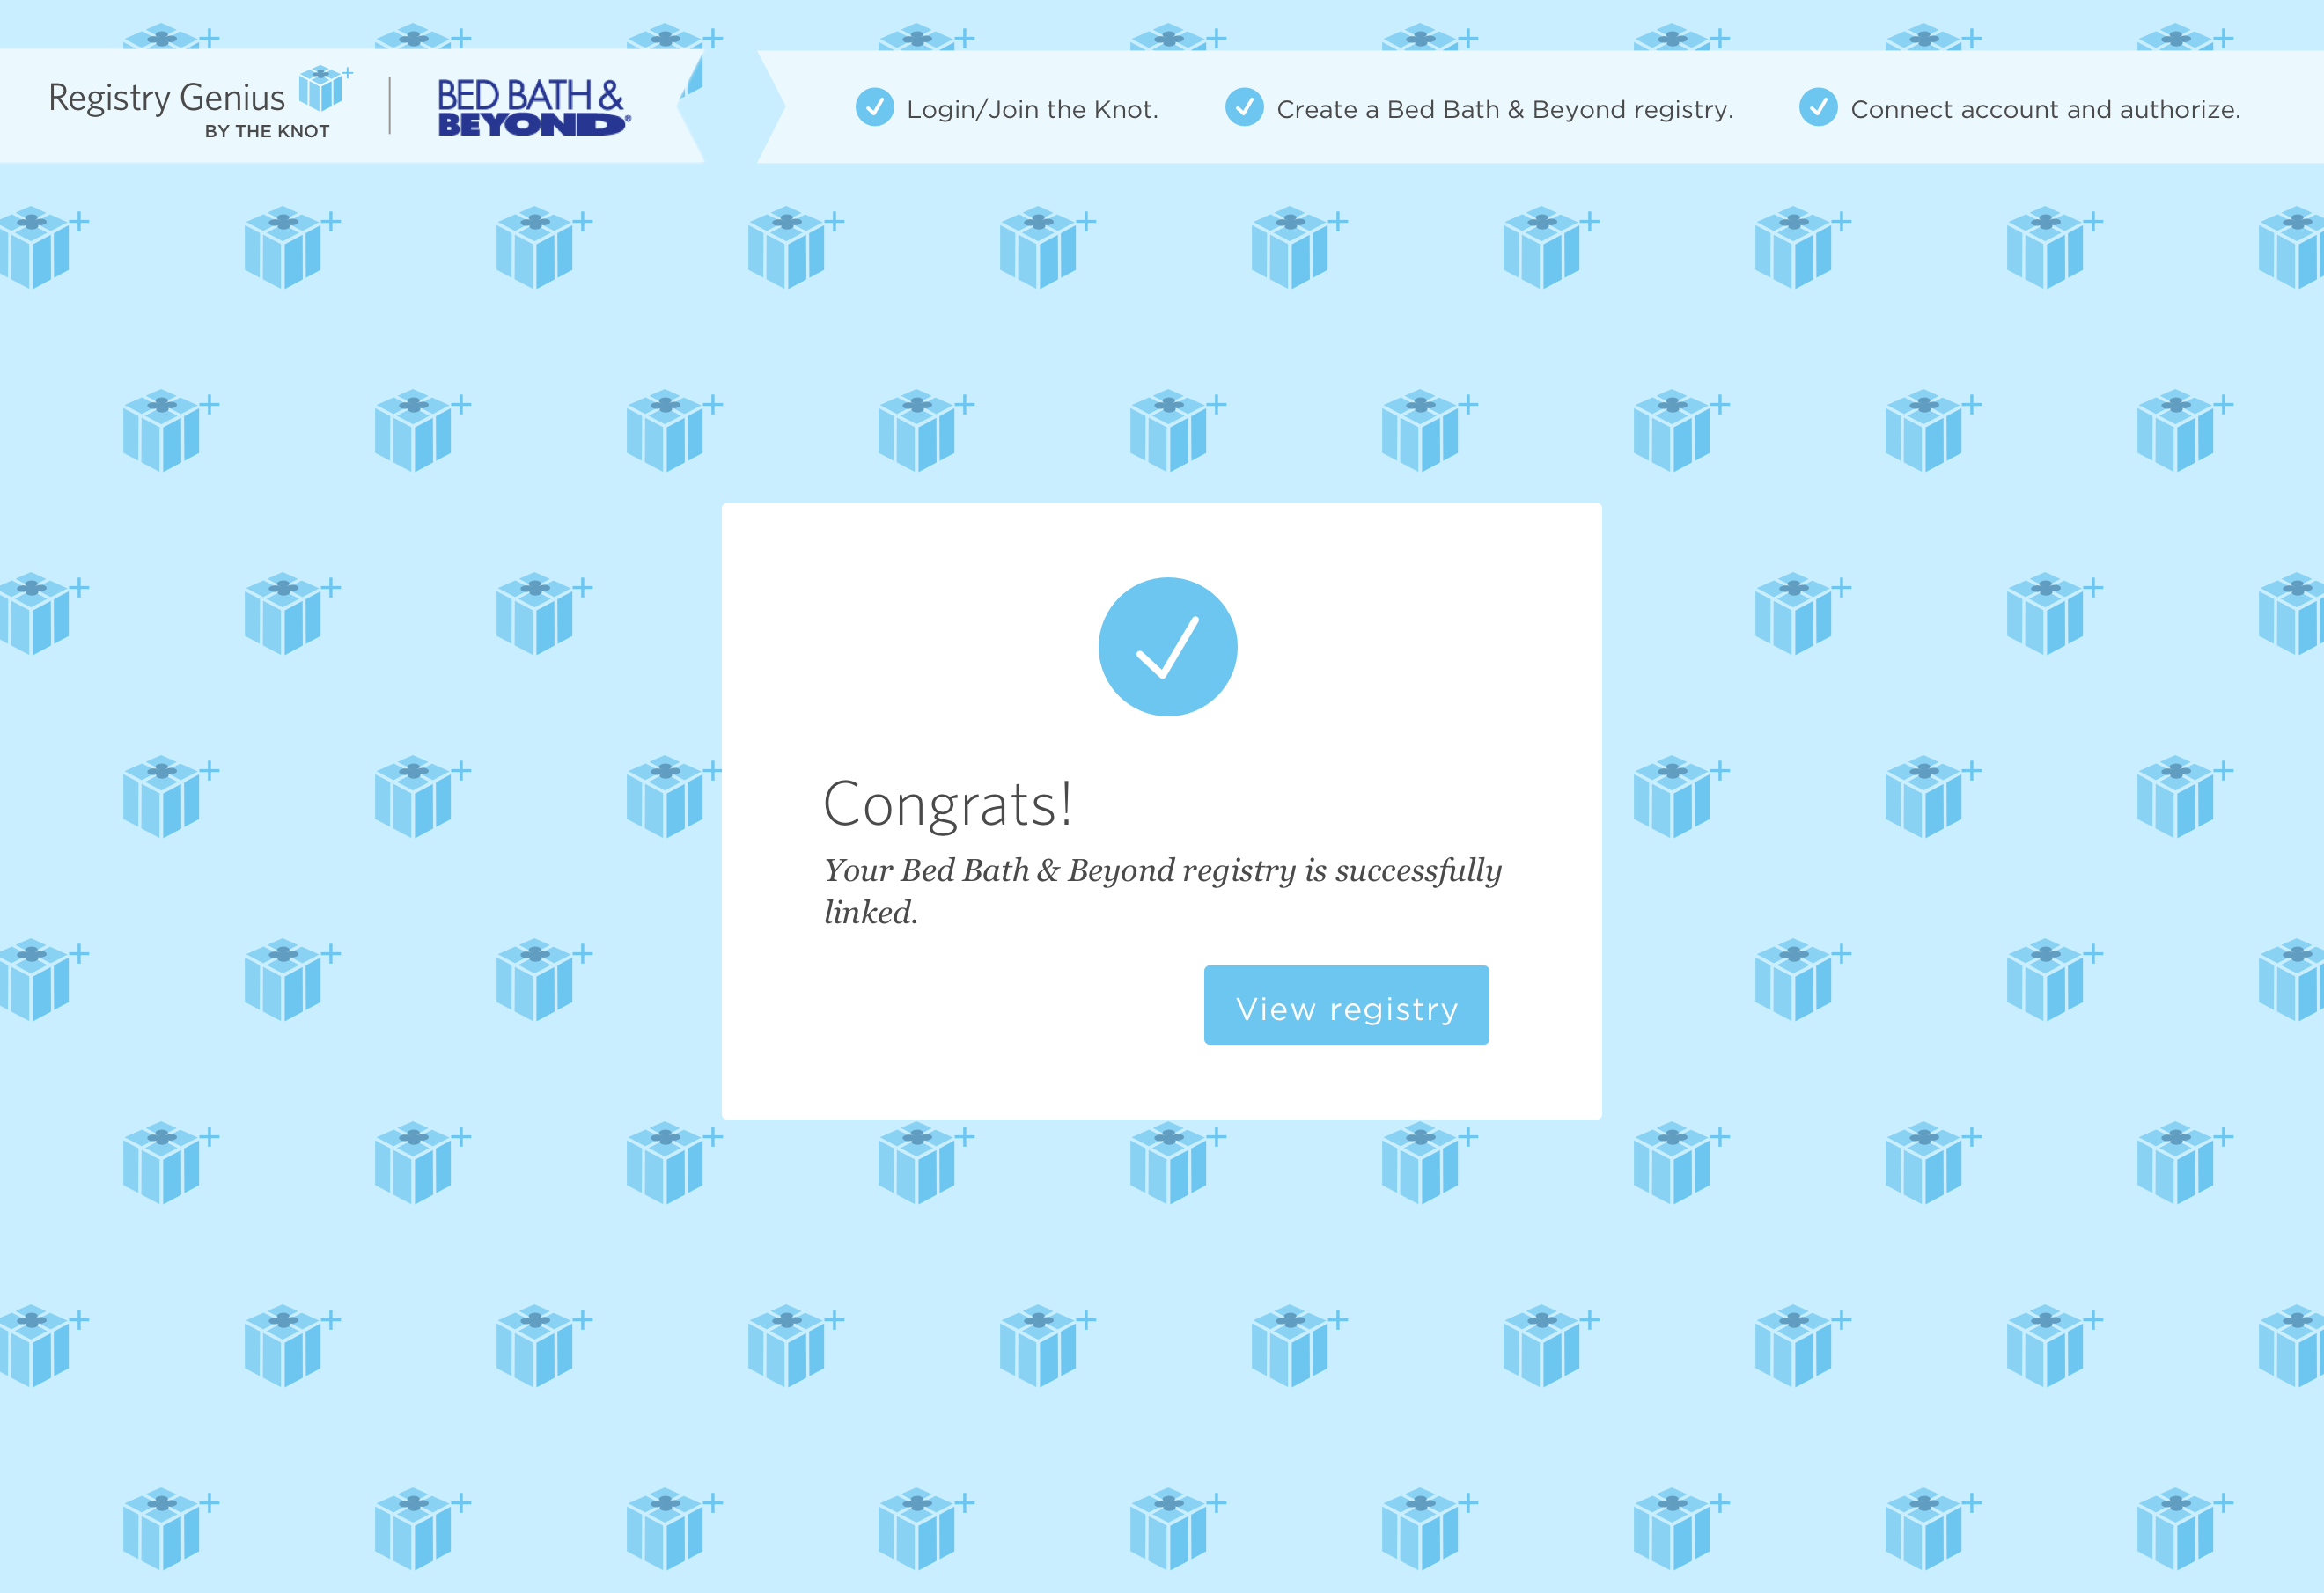 Registry Genius
BY THE KNOT
BED BATH &
BEYOND®
Login/Join the Knot.
Create a Bed Bath & Beyond registry.
Connect account and authorize.
Congrats!
Your Bed Bath & Beyond registry is successfully
linked.
View registry